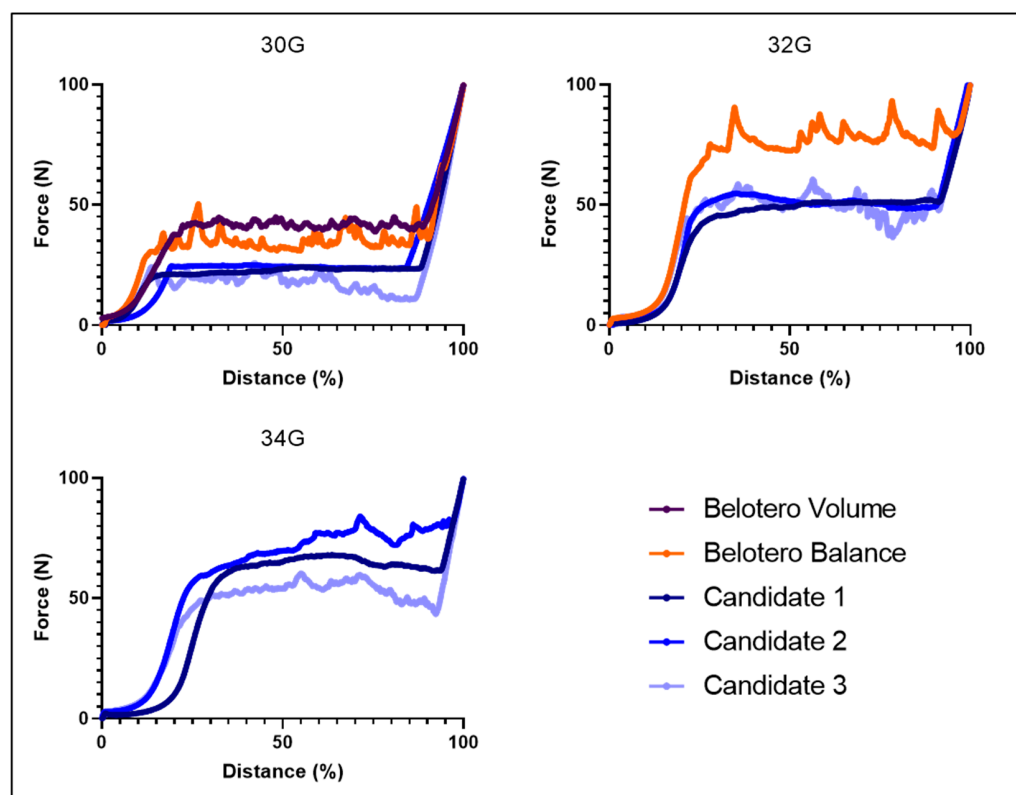 30G
100
50
0
Force (N)
0
50
100
Distance (%)
32G
100
50
0
Force (N)
0
50
100
Distance (%)
34G
100
50
0
Force (N)
0
50
100
Distance (%)
Belotero Volume
Belotero Balance
Candidate 1
Candidate 2
Candidate 3